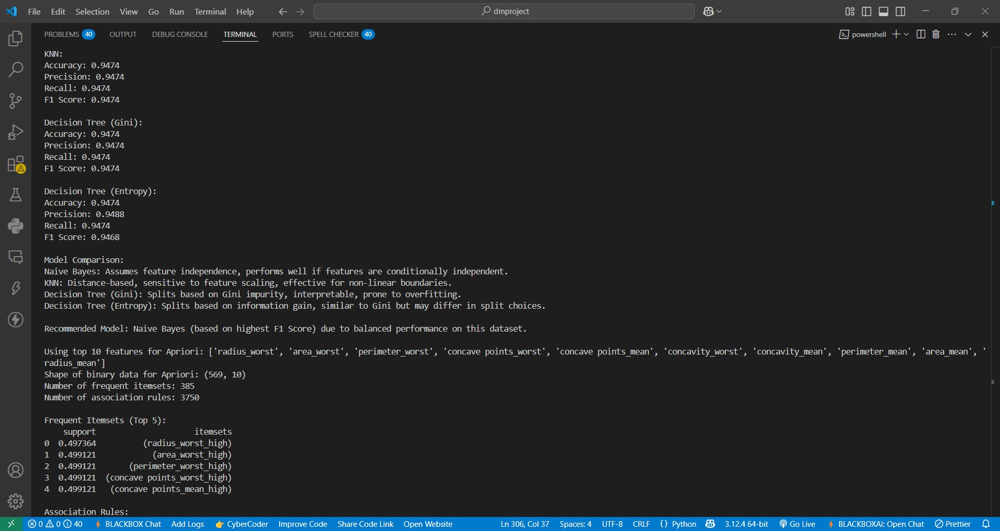 File Edit Selection View Go Run Terminal Help dmproject
PROBLEMS 40 OUTPUT DEBUG CONSOLE TERMINAL PORTS SPELL CHECKER 40 powershell
KNN:
Accuracy: 0.9474
Precision: 0.9474
Recall: 0.9474
F1 Score: 0.9474
Decision Tree (Gini):
Accuracy: 0.9474
Precision: 0.9474
Recall: 0.9474
F1 Score: 0.9474
Decision Tree (Entropy):
Accuracy: 0.9474
Precision: 0.9488
Recall: 0.9474
F1 Score: 0.9468
Model Comparison:
Naive Bayes: Assumes feature independence, performs well if features are conditionally independent.
KNN: Distance-based, sensitive to feature scaling, effective for non-linear boundaries.
Decision Tree (Gini): Splits based on Gini impurity, interpretable, prone to overfitting.
Decision Tree (Entropy): Splits based on information gain, similar to Gini but may differ in split choices.
Recommended Model: Naive Bayes (based on highest F1 Score) due to balanced performance on this dataset.
Using top 10 features for Apriori: ['radius_worst', 'area_worst', 'perimeter_worst', 'concave points_worst', 'concave points_mean', 'concavity_worst', 'concavity_mean', 'perimeter_mean', 'area_mean', '
radius_mean']
Shape of binary data for Apriori: (569, 10)
Number of frequent itemsets: 385
Number of association rules: 3750
Frequent Itemsets (Top 5):
support itemsets
0 0.497364 (radius_worst_high)
1 0.499121 (area_worst_high)
2 0.499121 (perimeter_worst_high)
3 0.499121 (concave points_worst_high)
4 0.499121 (concave points_mean_high)
Association Rules:
0 0 40 BLACKBOX Chat Add Logs CyberCoder Improve Code Share Code Link Open Website Ln 306, Col 37 Spaces: 4 UTF-8 CRLF {} Python 3.12.4 64-bit Go Live BLACKBOXAI: Open Chat Prettier